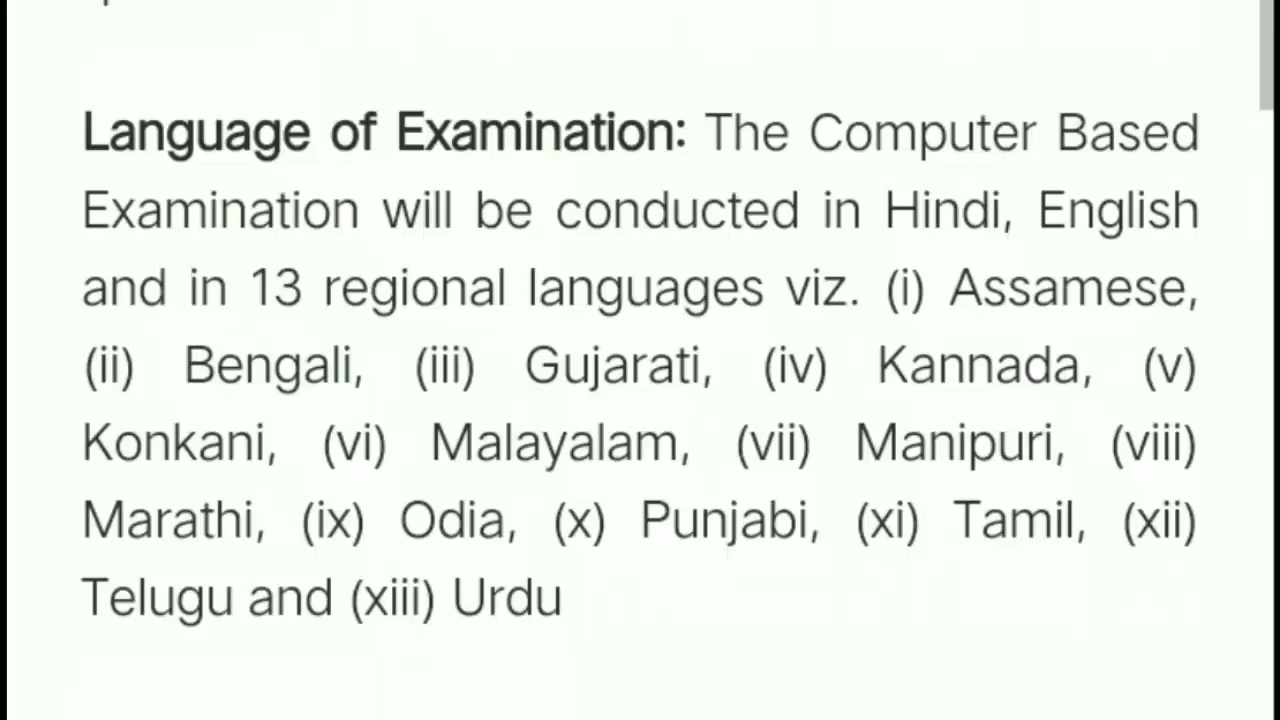 Language of Examination: The Computer Based
Examination will be conducted in Hindi, English
and in 13 regional languages viz. (i) Assamese,
(ii) Bengali, (iii) Gujarati, (iv) Kannada, (v)
Konkani, (vi) Malayalam, (vii) Manipuri, (viii)
Marathi, (ix) Odia, (x) Punjabi, (xi) Tamil, (xii)
Telugu and (xiii) Urdu